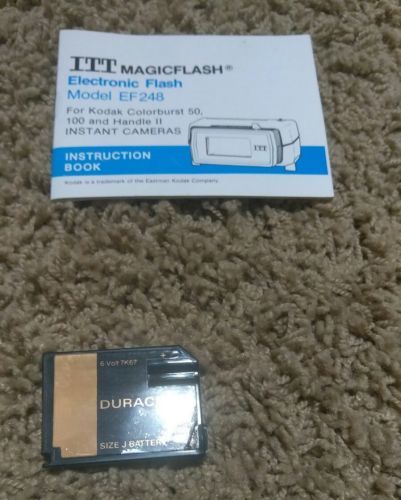 ITT MAGICFLASH®
Electronic Flash
Model EF248
For Kodak Colorburst 50,
100 and Handle II
INSTANT CAMERAS
ITT
INSTRUCTION
BOOK
Kodak is a trademark of the Eastman Kodak Company.
6 Volt 7K67
DURAC
SIZE J BATTER